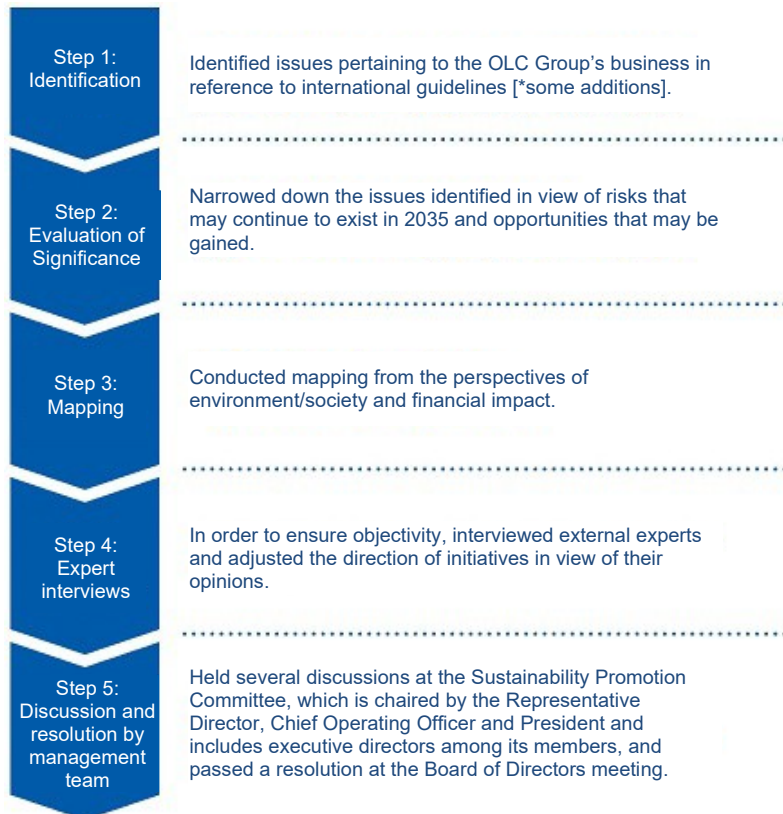 Step 1:
Identification
Identified issues pertaining to the OLC Group's business in
reference to international guidelines [*some additions].
Step 2:
Evaluation of
Significance
Narrowed down the issues identified in view of risks that
may continue to exist in 2035 and opportunities that may be
gained.
Step 3:
Mapping
Conducted mapping from the perspectives of
environment/society and financial impact.
Step 4:
Expert
interviews
In order to ensure objectivity, interviewed external experts
and adjusted the direction of initiatives in view of their
opinions.
Step 5:
Discussion and
resolution by
management
team
Held several discussions at the Sustainability Promotion
Committee, which is chaired by the Representative
Director, Chief Operating Officer and President and
includes executive directors among its members, and
passed a resolution at the Board of Directors meeting.